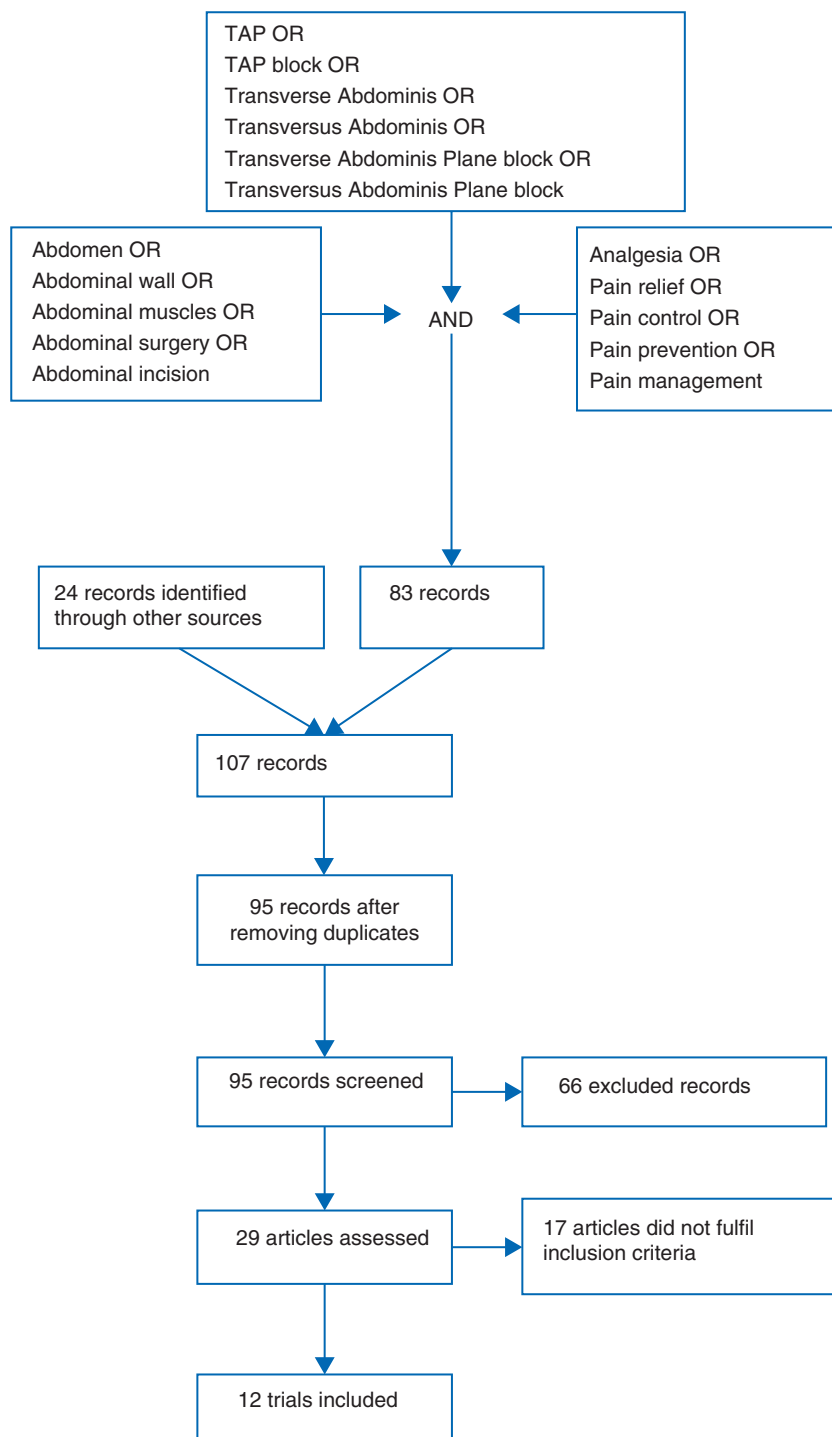 TAP OR
TAP block OR
Transverse Abdominis OR
Transversus Abdominis OR
Transverse Abdominis Plane block OR
Transversus Abdominis Plane block
Abdomen OR
Abdominal wall OR
Abdominal muscles OR
Abdominal surgery OR
Abdominal incision
AND
Analgesia OR
Pain relief OR
Pain control OR
Pain prevention OR
Pain management
24 records identified
through other sources
83 records
107 records
95 records after
removing duplicates
95 records screened
66 excluded records
29 articles assessed
17 articles did not fulfil
inclusion criteria
12 trials included